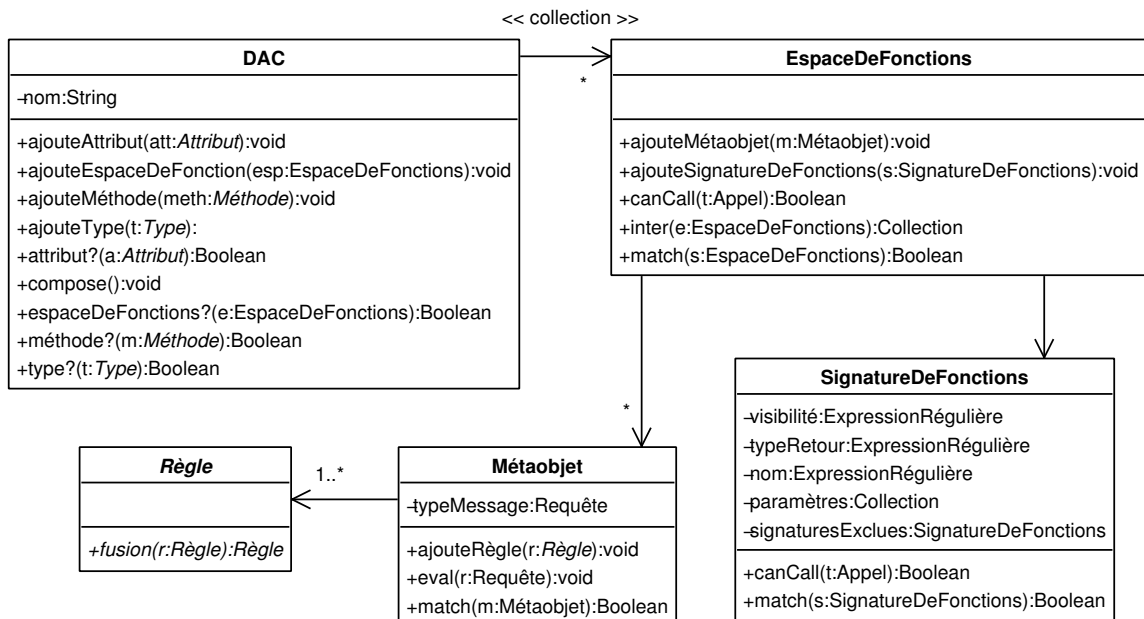 << collection >>
DAC
-nom:String
+ajouteAttribut(att:Attribut):void
+ajouteEspaceDeFonction(esp:EspaceDeFonctions):void
+ajouteMéthode(meth:Méthode):void
+ajouteType(t:Type):
+attribut?(a:Attribut):Boolean
+compose():void
+espaceDeFonctions?(e:EspaceDeFonctions):Boolean
+méthode?(m:Méthode):Boolean
+type?(t:Type):Boolean
*
EspaceDeFonctions
+ajouteMétaobjet(m:Métaobjet):void
+ajouteSignatureDeFonctions(s:SignatureDeFonctions):void
+canCall(t:Appel):Boolean
+inter(e:EspaceDeFonctions):Collection
+match(s:EspaceDeFonctions):Boolean
*
Règle
+fusion(r:Règle):Règle
1..*
Métaobjet
-typeMessage:Requête
+ajouteRègle(r:Règle):void
+eval(r:Requête):void
+match(m:Métaobjet):Boolean
SignatureDeFonctions
-visibilité:ExpressionRégulière
-typeRetour:ExpressionRégulière
-nom:ExpressionRégulière
-paramètres:Collection
-signaturesExclues:SignatureDeFonctions
+canCall(t:Appel):Boolean
+match(s:SignatureDeFonctions):Boolean